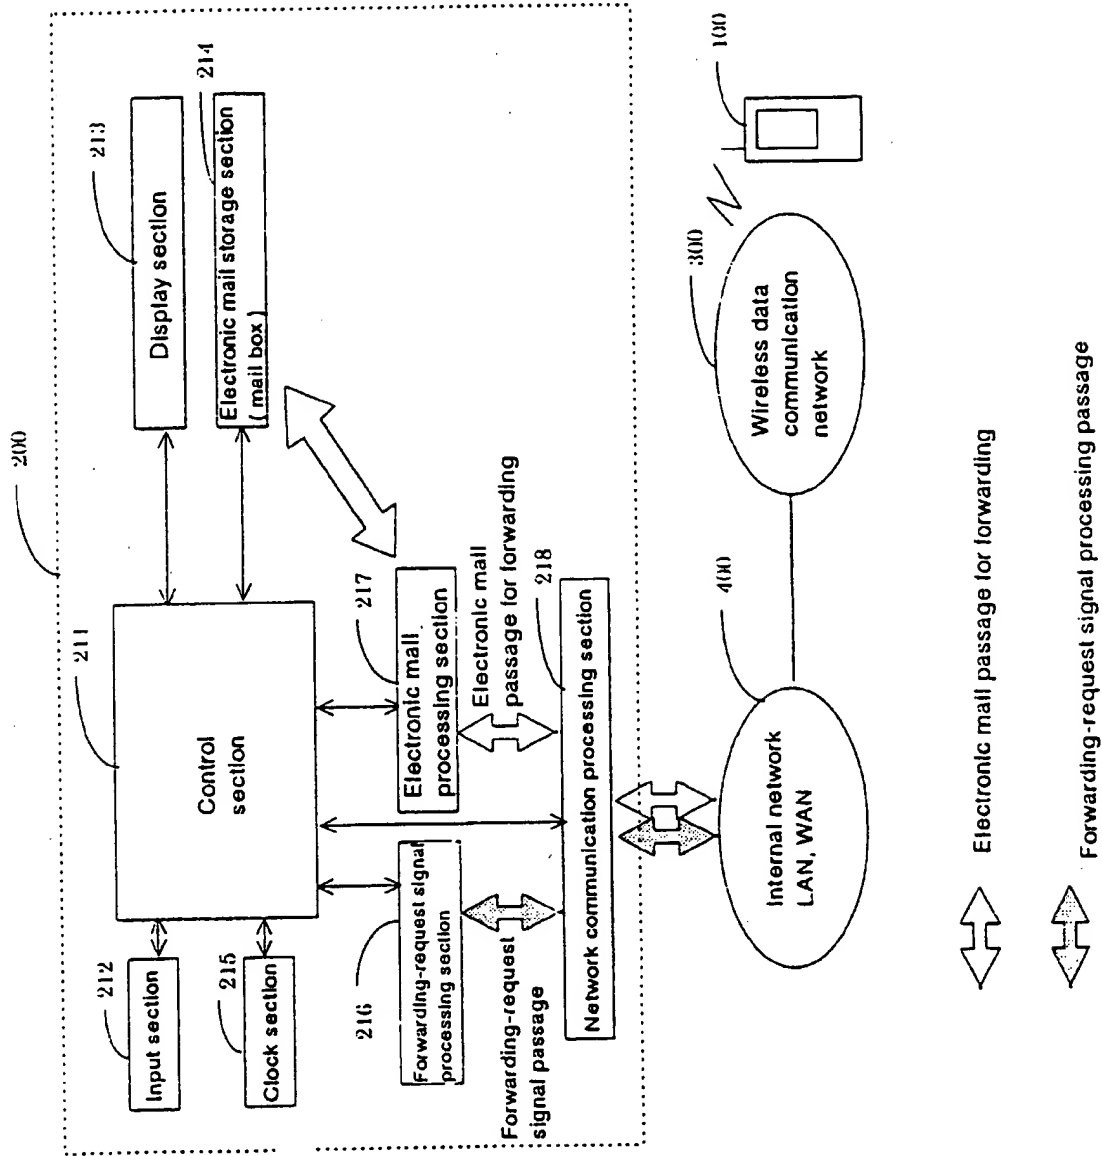 200
211
Control
section
212
Input section
215
Clock section
213
Display section
214
Electronic mail storage section
( mail box )
216
Forwarding-request signal
processing section
217
Electronic mall
processing section
Forwarding-request
signal passage
Electronic mall
passage for forwarding
218
Network communication processing section
400
Internal network
LAN, WAN
300
Wireless data
communication
network
100
Electronic mail passage for forwarding
Forwarding-request signal processing passage